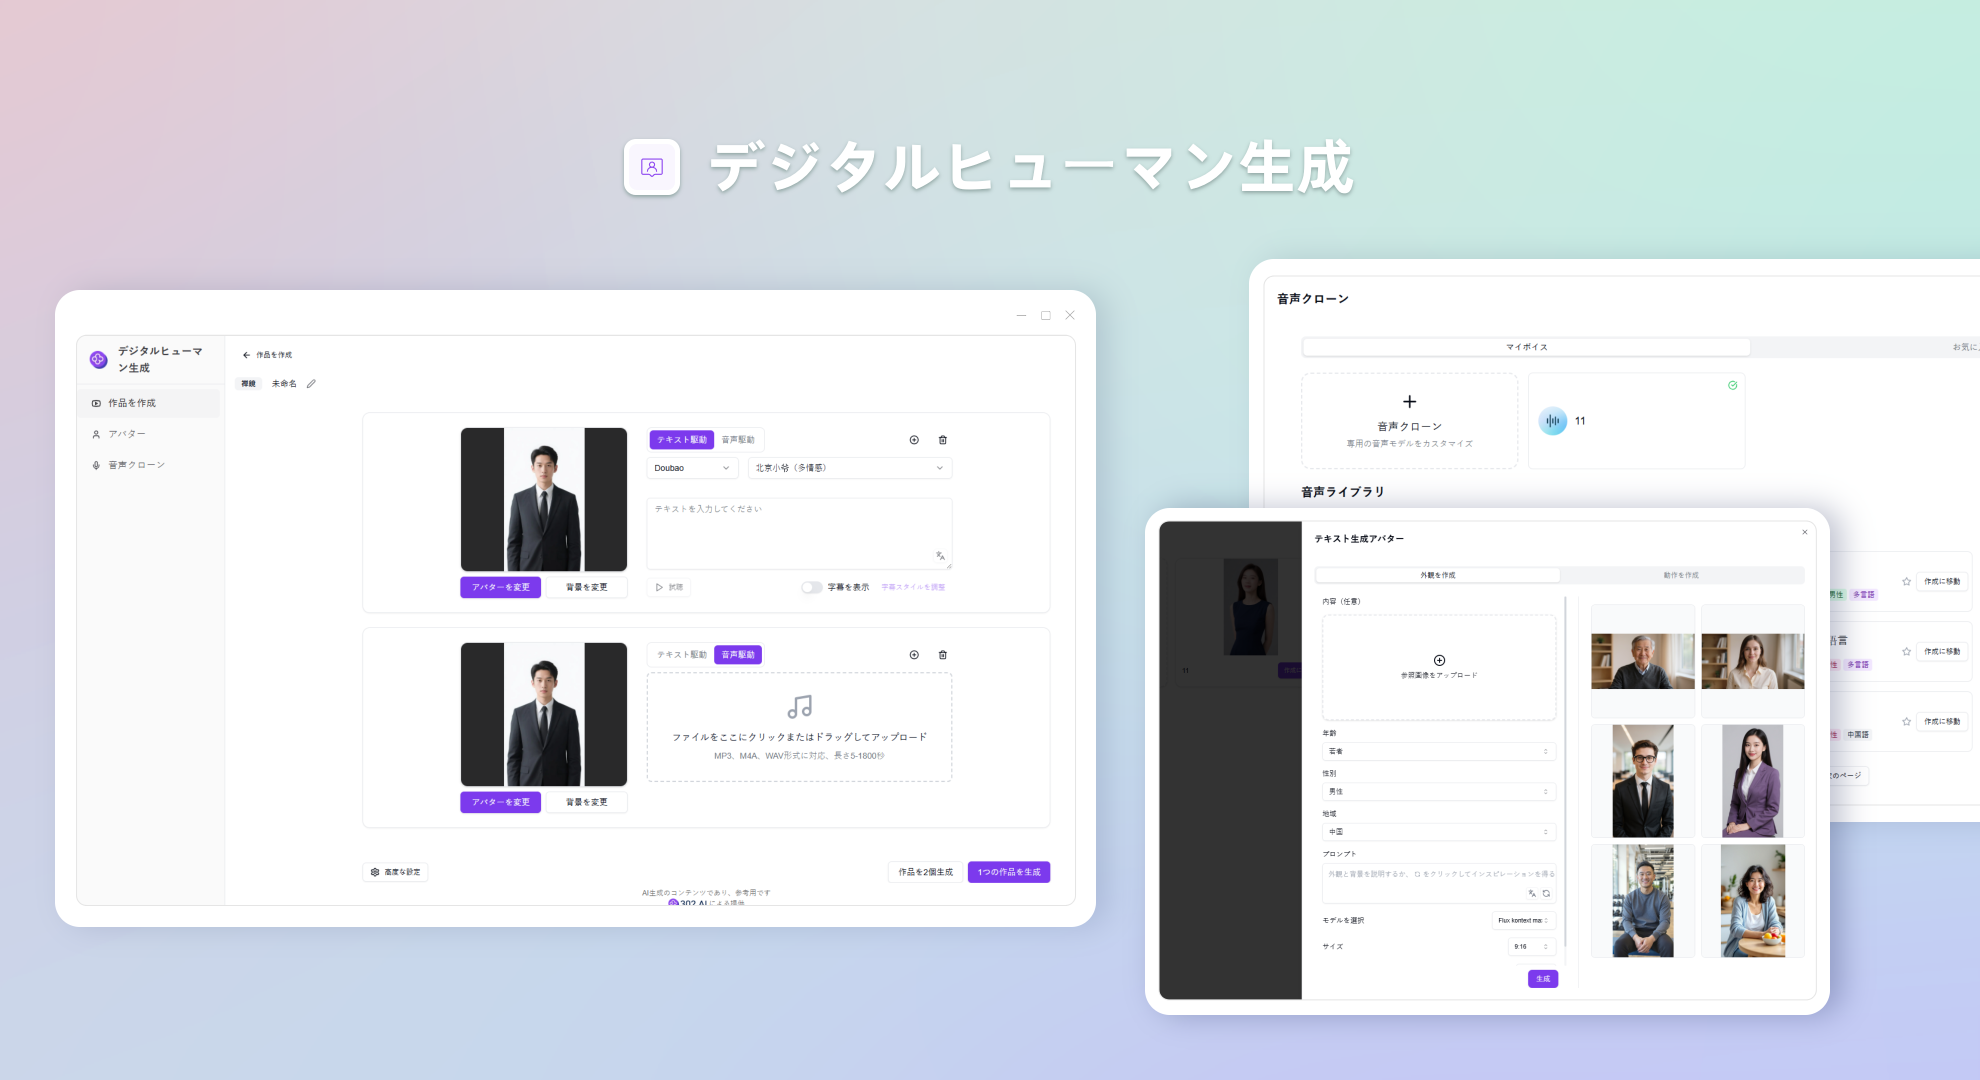 デジタルヒューマン生成
デジタルヒューマン生成
作品を作成
アバター
音声クローン
作品を作成
裸鏡 未命名
テキスト駆動 音声駆動
Doubao 北京小爷（多情感）
テキストを入力してください
アバターを変更 背景を変更
試聴 字幕を表示 字幕スタイルを調整
テキスト駆動 音声駆動
ファイルをここにクリックまたはドラッグしてアップロード
MP3、M4A、WAV形式に対応、長さ5-1800秒
アバターを変更 背景を変更
高度な設定 作品を2個生成 1つの作品を生成
AI生成のコンテンツであり、参考用です
302.AI による提供
音声クローン
マイボイス お気に
音声クローン
専用の音声モデルをカスタマイズ
11
音声ライブラリ
作成に移動
男性 多言語
作成に移動
性 多言語
作成に移動
性 中国語
のページ
テキスト生成アバター
外観を作成 動作を作成
内容（任意）
参照画像をアップロード
年齢
若者
性別
男性
地域
中国
プロンプト
外観と背景を説明するか、 をクリックしてインスピレーションを得る
モデルを選択 Flux kontext ma
サイズ 9:16
生成
11